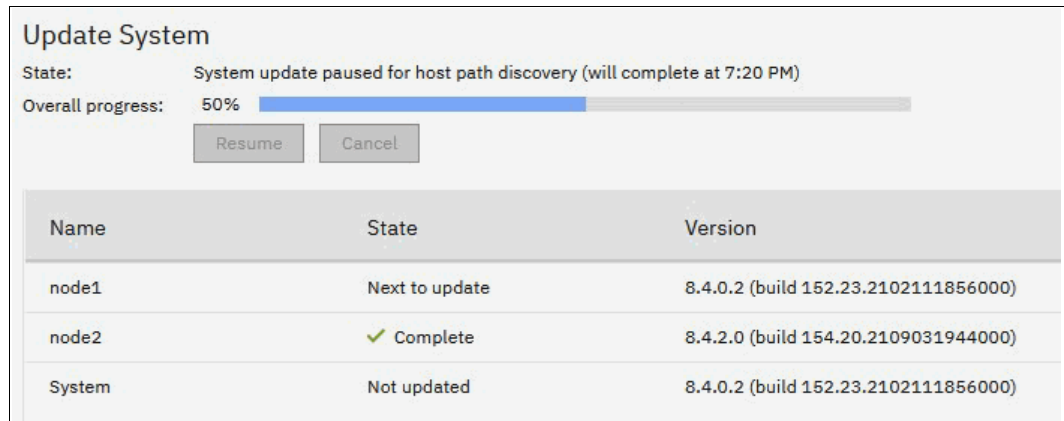 Update System
State: System update paused for host path discovery (will complete at 7:20 PM)
Overall progress: 50%
Resume Cancel
Name State Version
node1 Next to update 8.4.0.2 (build 152.23.2102111856000)
node2 Complete 8.4.2.0 (build 154.20.2109031944000)
System Not updated 8.4.0.2 (build 152.23.2102111856000)